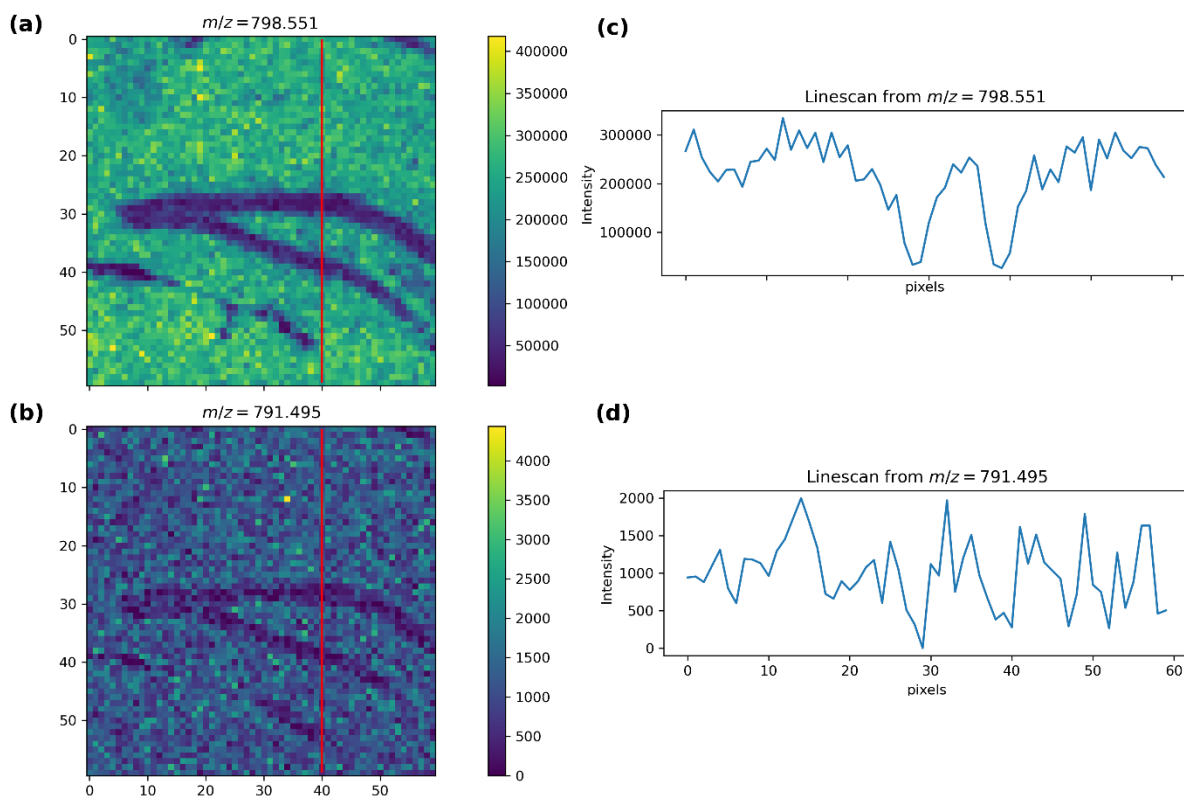 (a)
m/z = 798.551
0
10
20
30
40
50
400000
350000
300000
250000
200000
150000
100000
50000
(b)
m/z = 791.495
0
10
20
30
40
50
0 10 20 30 40 50
4000
3500
3000
2500
2000
1500
1000
500
0
(c)
Linescan from m/z = 798.551
300000
200000
100000
Intensity
pixels
(d)
Linescan from m/z = 791.495
2000
1500
1000
500
0
Intensity
0 10 20 30 40 50 60
pixels